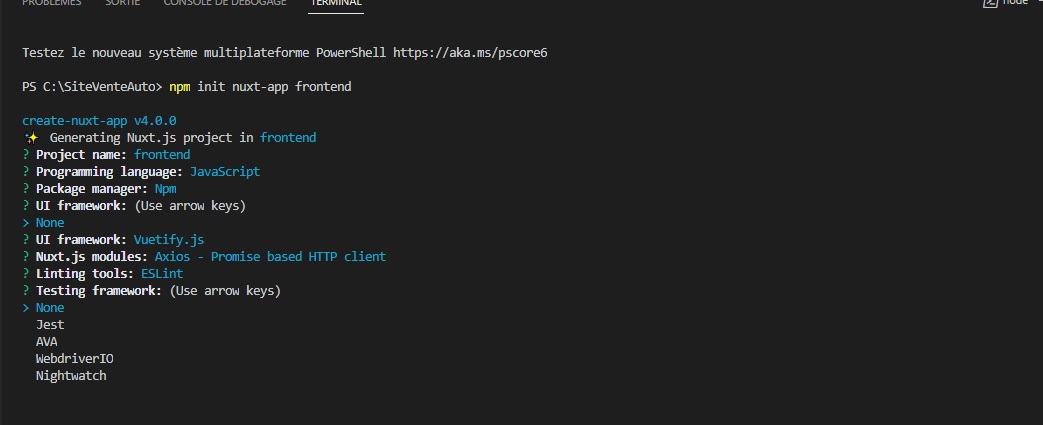 PROBLÈMES SORTIE CONSOLE DE DÉBOGAGE TERMINAL node
Testez le nouveau système multiplateforme PowerShell https://aka.ms/pscore6
PS C:\SiteVenteAuto> npm init nuxt-app frontend
create-nuxt-app v4.0.0
✨ Generating Nuxt.js project in frontend
? Project name: frontend
? Programming language: JavaScript
? Package manager: Npm
? UI framework: (Use arrow keys)
> None
? UI framework: Vuetify.js
? Nuxt.js modules: Axios - Promise based HTTP client
? Linting tools: ESLint
? Testing framework: (Use arrow keys)
> None
Jest
AVA
WebdriverIO
Nightwatch